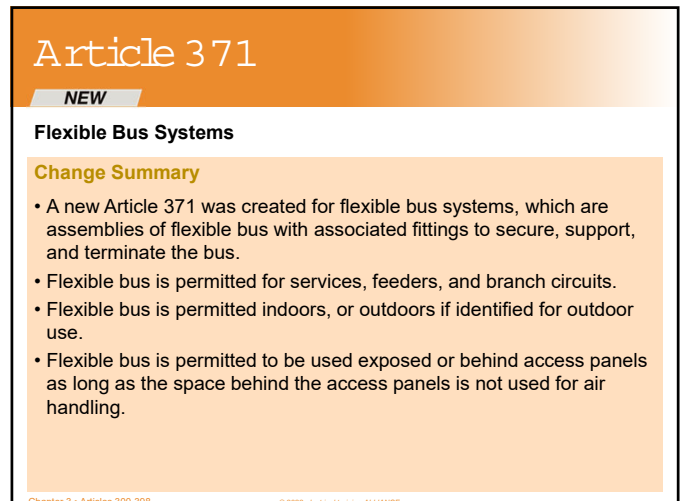 Article 371
NEW
Flexible Bus Systems
Change Summary
• A new Article 371 was created for flexible bus systems, which are
assemblies of flexible bus with associated fittings to secure, support,
and terminate the bus.
• Flexible bus is permitted for services, feeders, and branch circuits.
• Flexible bus is permitted indoors, or outdoors if identified for outdoor
use.
• Flexible bus is permitted to be used exposed or behind access panels
as long as the space behind the access panels is not used for air
handling.